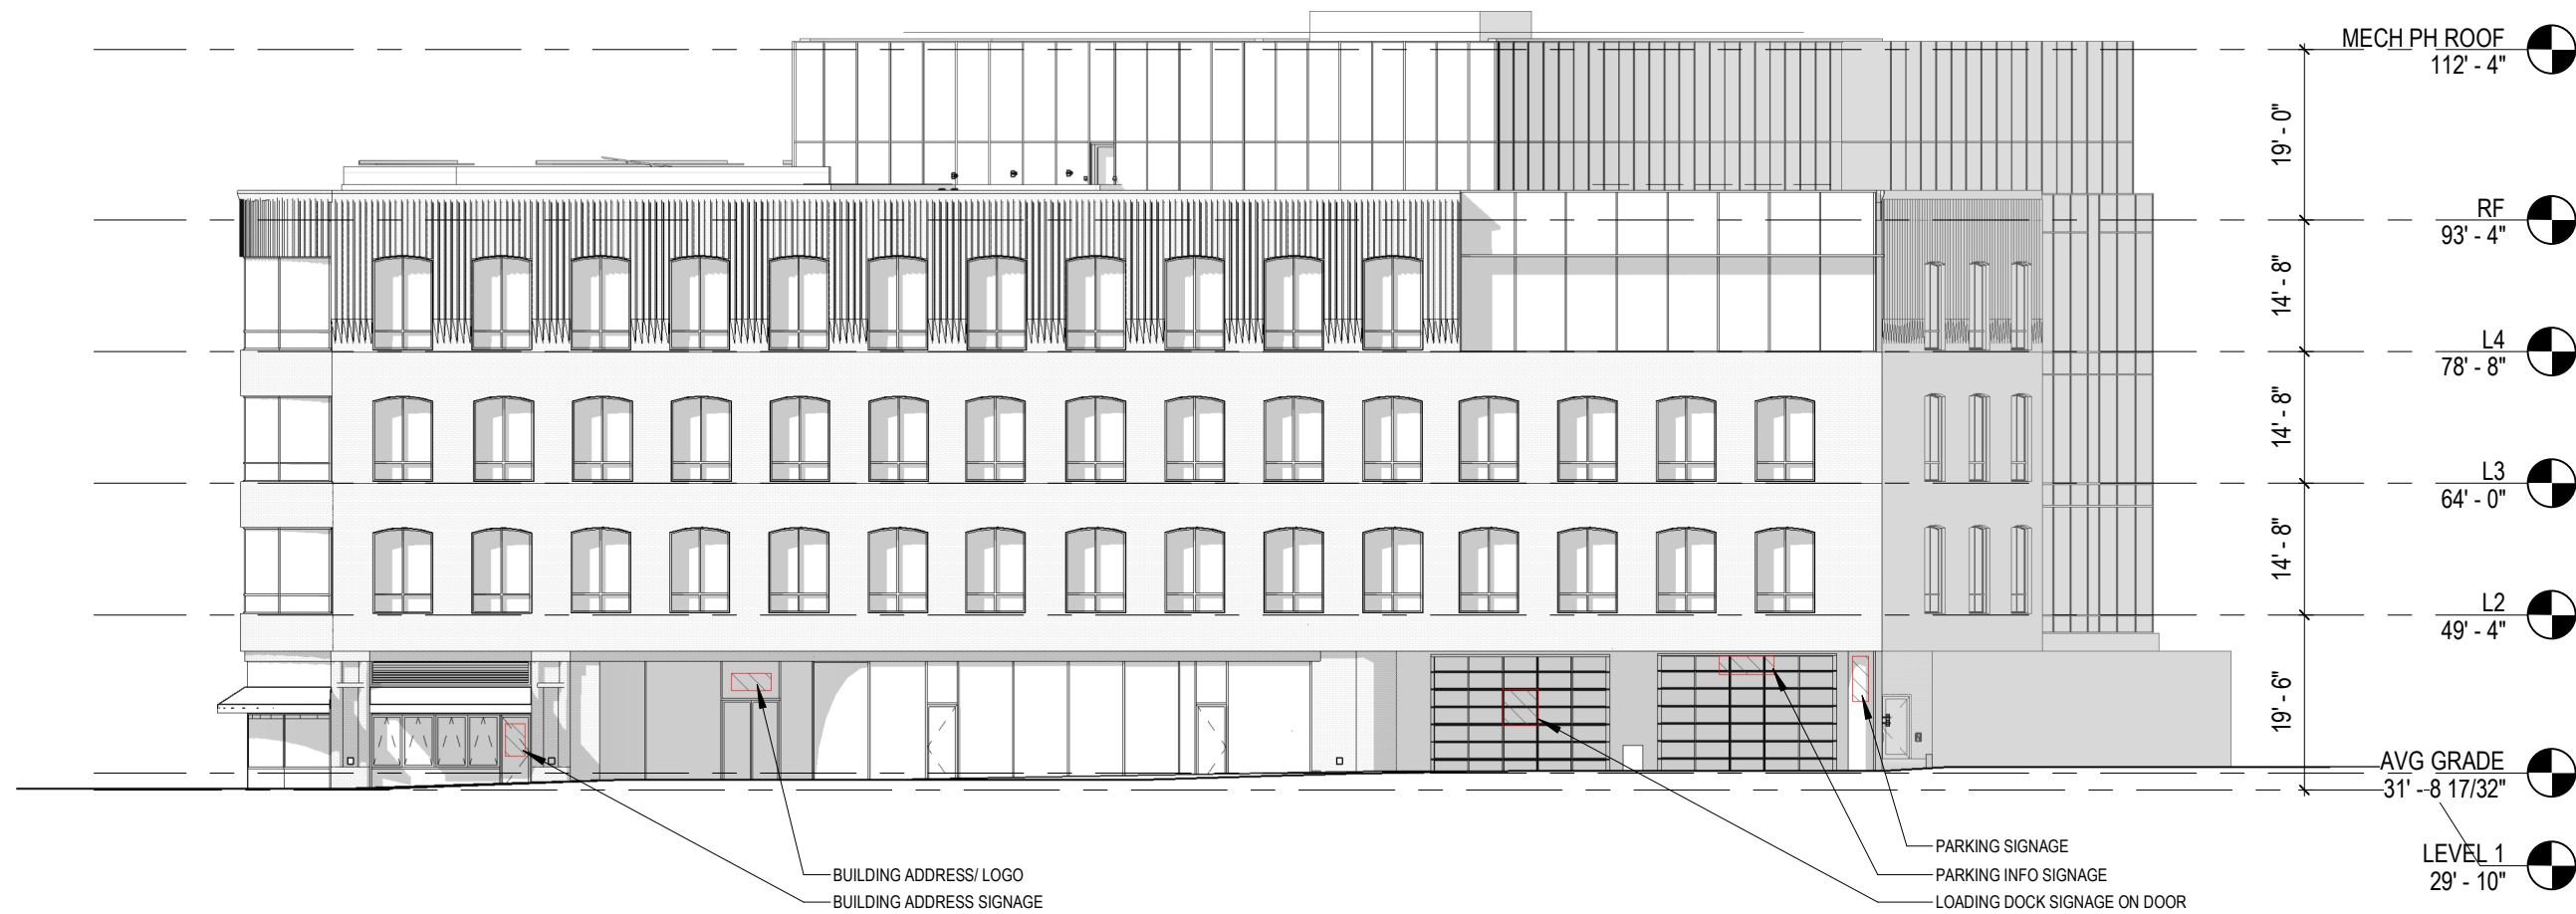 MECH PH ROOF
112' - 4"
19' - 0"
RF
93' - 4"
14' - 8"
L4
78' - 8"
14' - 8"
L3
64' - 0"
14' - 8"
L2
49' - 4"
19' - 6"
AVG GRADE
31' - 8 17/32"
LEVEL 1
29' - 10"
BUILDING ADDRESS/ LOGO
BUILDING ADDRESS SIGNAGE
PARKING SIGNAGE
PARKING INFO SIGNAGE
LOADING DOCK SIGNAGE ON DOOR